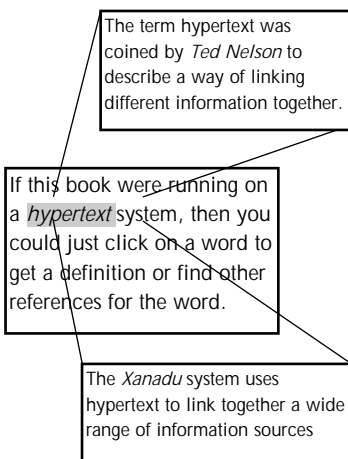 The term hypertext was
coined by Ted Nelson to
describe a way of linking
different information together.
If this book were running on
a hypertext system, then you
could just click on a word to
get a definition or find other
references for the word.
The Xanadu system uses
hypertext to link together a wide
range of information sources